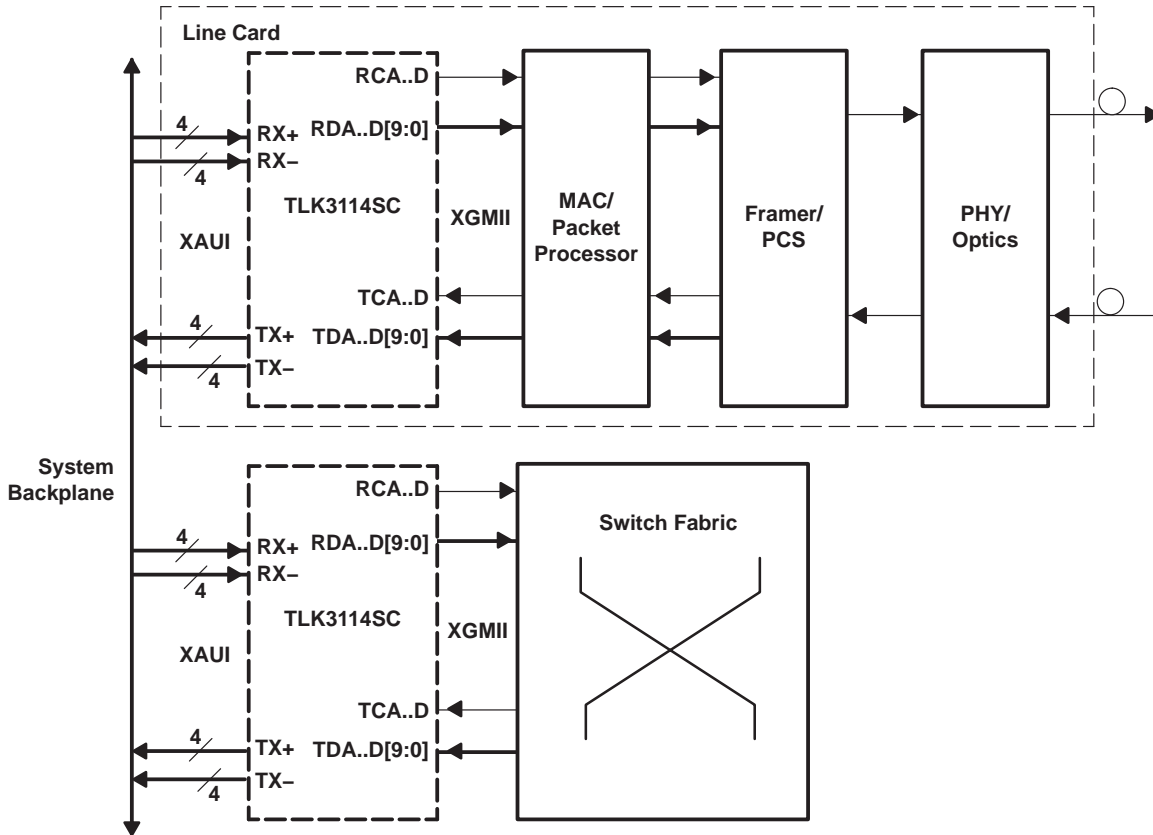 Line Card
RCA..D
4
RX+
RDA..D[9:0]
RX–
4
TLK3114SC
XGMII
MAC/
Packet
Processor
Framer/
PCS
PHY/
Optics
XAUI
TCA..D
4
TX+
TDA..D[9:0]
TX–
4
System
Backplane
RCA..D
Switch Fabric
4
RX+
RDA..D[9:0]
RX–
4
TLK3114SC
XGMII
XAUI
TCA..D
4
TX+
TDA..D[9:0]
TX–
4